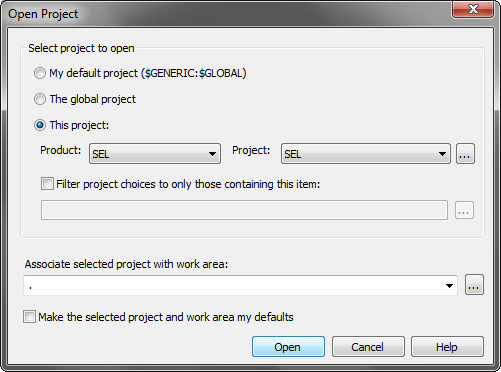 Open Project
Select project to open
My default project ($GENERIC:$GLOBAL)
The global project
This project:
Product: SEL Project: SEL ...
Filter project choices to only those containing this item:
...
Associate selected project with work area:
. ...
Make the selected project and work area my defaults
Open Cancel Help